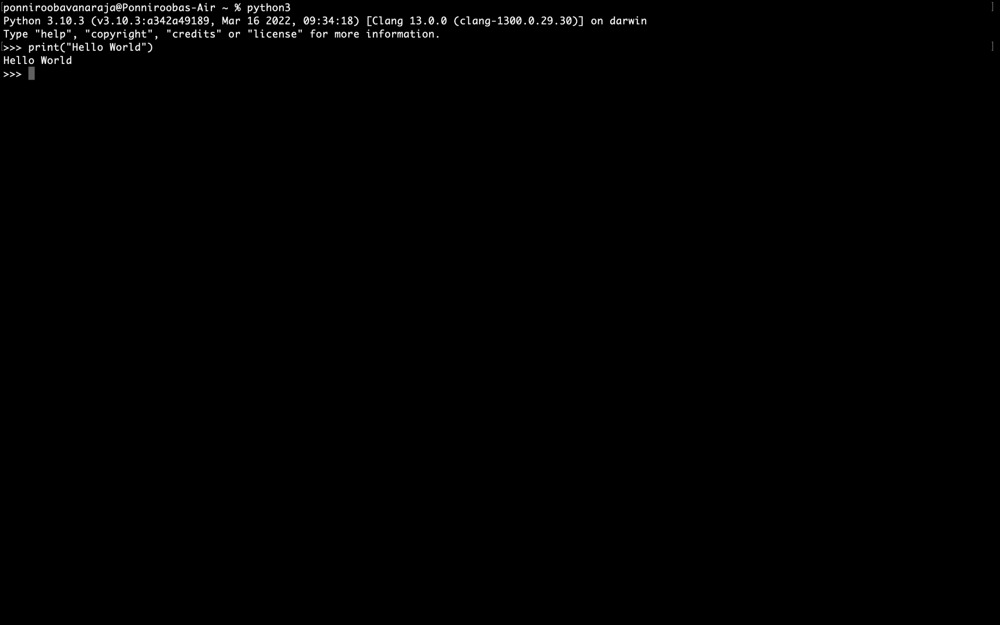 ponniroobavanaraja@Ponniroobas-Air ~ % python3
Python 3.10.3 (v3.10.3:a342a49189, Mar 16 2022, 09:34:18) [Clang 13.0.0 (clang-1300.0.29.30)] on darwin
Type "help", "copyright", "credits" or "license" for more information.
>>> print("Hello World")
Hello World
>>>